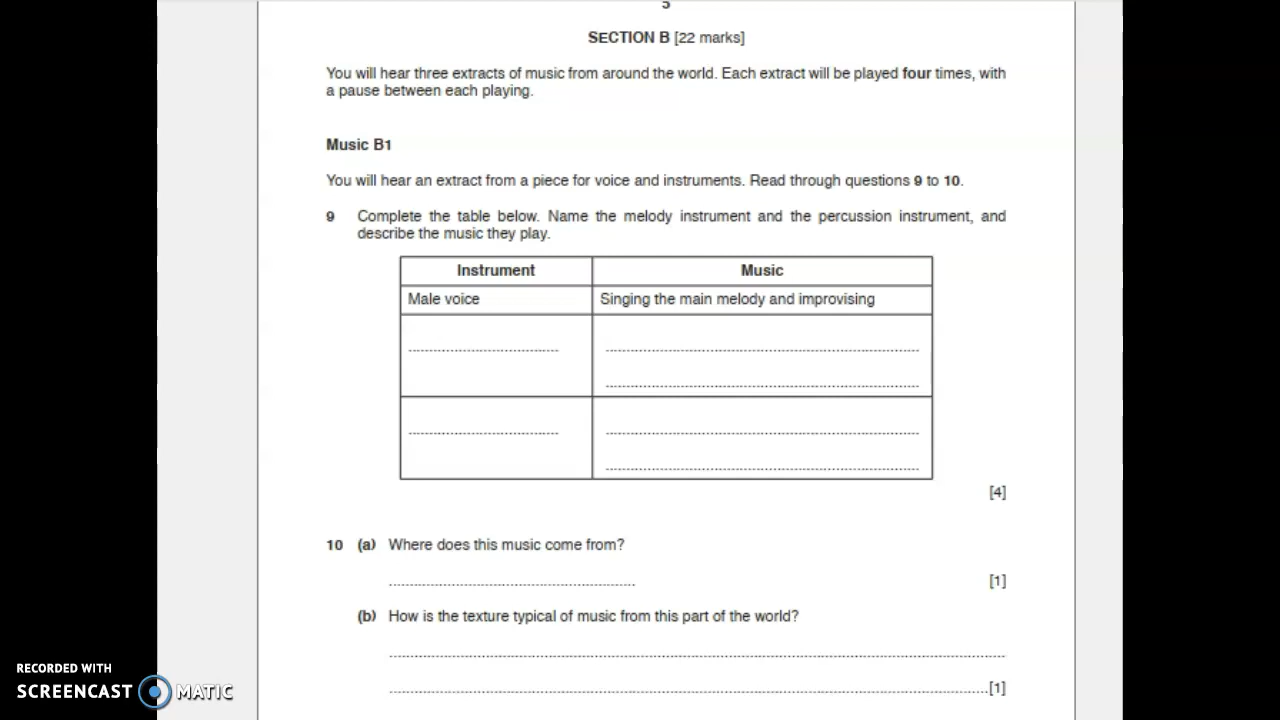 5
SECTION B [22 marks]
You will hear three extracts of music from around the world. Each extract will be played four times, with
a pause between each playing.
Music B1
You will hear an extract from a piece for voice and instruments. Read through questions 9 to 10.
9 Complete the table below. Name the melody instrument and the percussion instrument, and
describe the music they play.
Instrument Music
Male voice Singing the main melody and improvising
[4]
10 (a) Where does this music come from?
[1]
(b) How is the texture typical of music from this part of the world?
[1]
RECORDED WITH
SCREENCAST MATIC